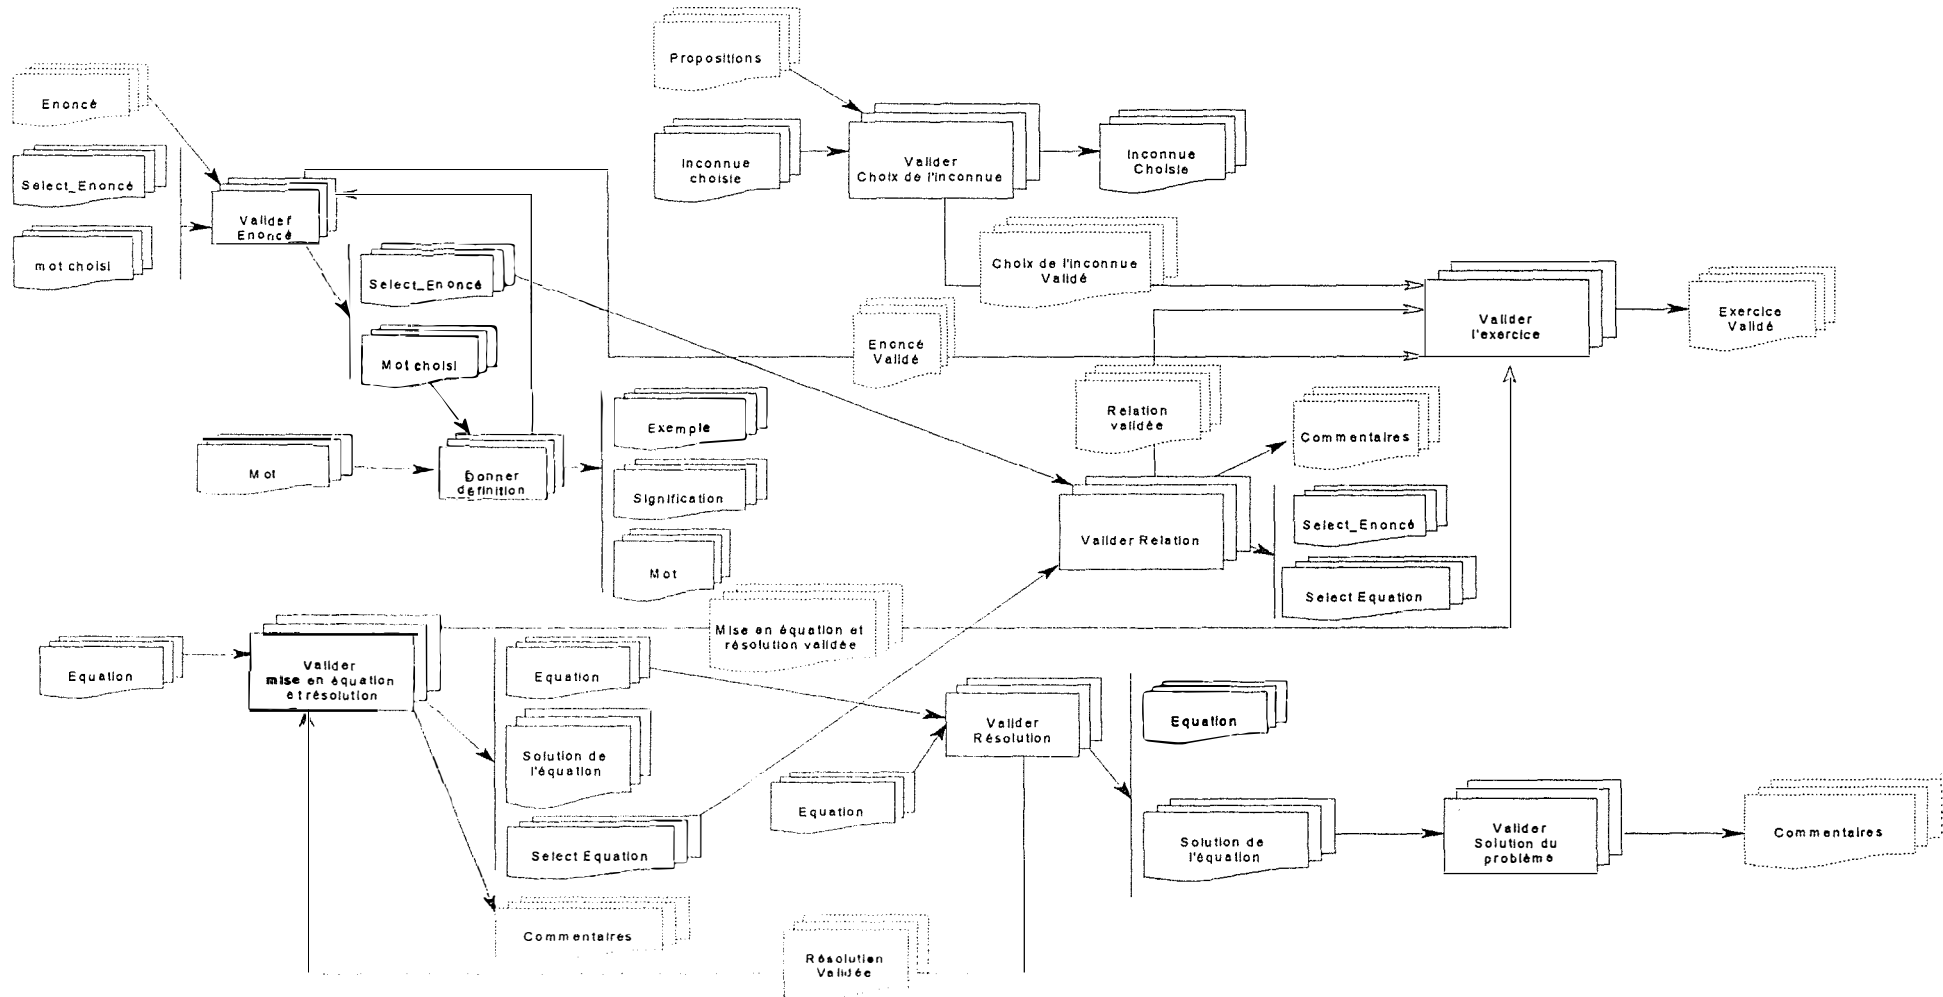 Propositions
Enoncé
Inconnue
choisie
Valider
Choix de l'inconnue
Inconnue
Choisie
Select_Enoncé
Valider
Enoncé
mot choisi
Select_Enoncé
Choix de l'inconnue
Validé
Valider
l'exercice
Exercice
Validé
Enoncé
Validé
Mot choisi
Relation
validée
Commentaires
Exemple
Mot
Donner
définition
Signification
Select_Enoncé
Valider Relation
Mot
Select Equation
Mise en équation et
résolution validée
Equation
Valider
mise en équation
et résolution
Equation
Valider
Résolution
Equation
Solution de
l'équation
Equation
Select Equation
Solution de
l'équation
Valider
Solution du
problème
Commentaires
Commentaires
Résolution
Validée